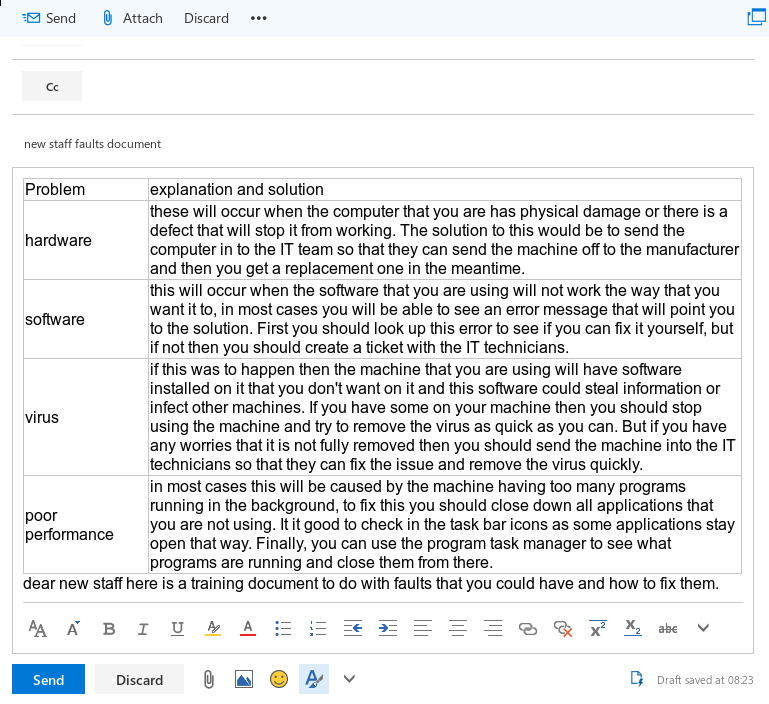 Send Attach Discard •••
Cc
new staff faults document
Problem explanation and solution
hardware
these will occur when the computer that you are has physical damage or there is a
defect that will stop it from working. The solution to this would be to send the
computer in to the IT team so that they can send the machine off to the manufacturer
and then you get a replacement one in the meantime.
software
this will occur when the software that you are using will not work the way that you
want it to, in most cases you will be able to see an error message that will point you
to the solution. First you should look up this error to see if you can fix it yourself, but
if not then you should create a ticket with the IT technicians.
virus
if this was to happen then the machine that you are using will have software
installed on it that you don't want on it and this software could steal information or
infect other machines. If you have some on your machine then you should stop
using the machine and try to remove the virus as quick as you can. But if you have
any worries that it is not fully removed then you should send the machine into the IT
technicians so that they can fix the issue and remove the virus quickly.
poor
performance
in most cases this will be caused by the machine having too many programs
running in the background, to fix this you should close down all applications that
you are not using. It it good to check in the task bar icons as some applications stay
open that way. Finally, you can use the program task manager to see what
programs are running and close them from there.
dear new staff here is a training document to do with faults that you could have and how to fix them.
AA A B I U A A x² x₂ abc
Send Discard A Draft saved at 08:23